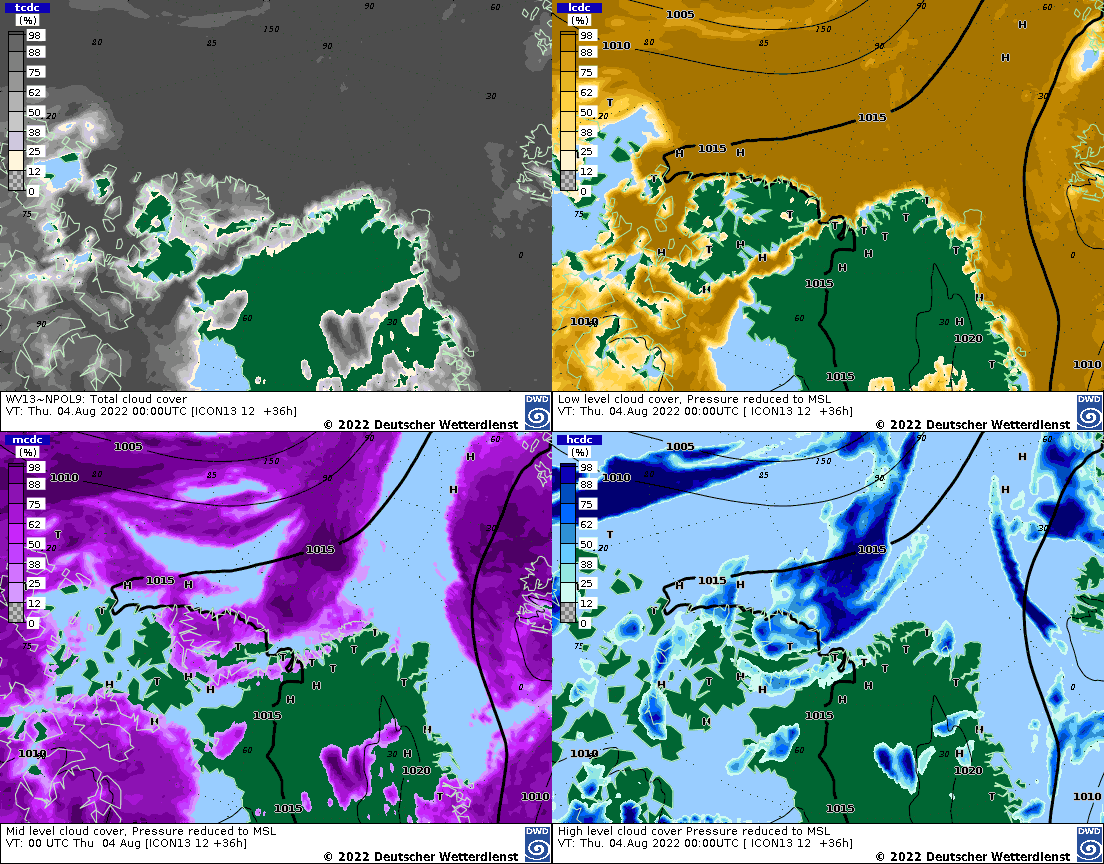 tcdc
(%)
98
88
75
62
50
38
25
12
0
90
60
80
85
150
90
30
20
75
0
90
60
30
WV13~NPOL9: Total cloud cover
VT: Thu. 04.Aug 2022 00:00UTC [ICON13 12 +36h]
© 2022 Deutscher Wetterdienst
DWD
lcdc
(%)
98
88
75
62
50
38
25
12
0
1005
60
H
1010
80
85
150
90
H
30
T
20
1015
H
1015
H
T
75
T
T
T
T
T
T
H
H
T
H
T
0
H
H
H
1015
H
1010
90
60
30
H
1020
T
1010
1015
Low level cloud cover, Pressure reduced to MSL
VT: Thu. 04.Aug 2022 00:00UTC [ ICON13 12 +36h]
© 2022 Deutscher Wetterdienst
DWD
mcdc
(%)
98
88
75
62
50
38
25
12
0
1005
90
60
H
1010
80
85
150
90
H
30
T
20
1015
H
1015
H
T
75
T
T
T
T
T
T
H
H
T
H
T
0
H
H
H
1015
H
1010
60
30
H
1020
T
1010
1015
Mid level cloud cover, Pressure reduced to MSL
VT: 00 UTC Thu 04 Aug [ICON13 12 +36h]
© 2022 Deutscher Wetterdienst
DWD
hcdc
(%)
98
88
75
62
50
38
25
12
0
1005
90
60
H
1010
80
85
150
90
H
30
T
20
1015
H
1015
H
T
75
T
T
T
T
T
T
H
H
T
H
T
0
H
H
H
1015
H
1010
60
30
H
1020
T
1010
1015
High level cloud cover Pressure reduced to MSL
VT: Thu. 04.Aug 2022 00:00UTC [ ICON13 12 +36h]
© 2022 Deutscher Wetterdienst
DWD